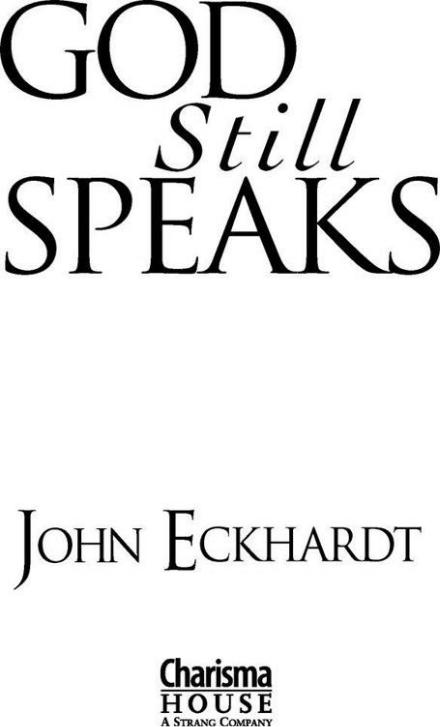 GOD
Still
SPEAKS
JOHN ECKHARDT
Charisma
HOUSE
A STRANG COMPANY